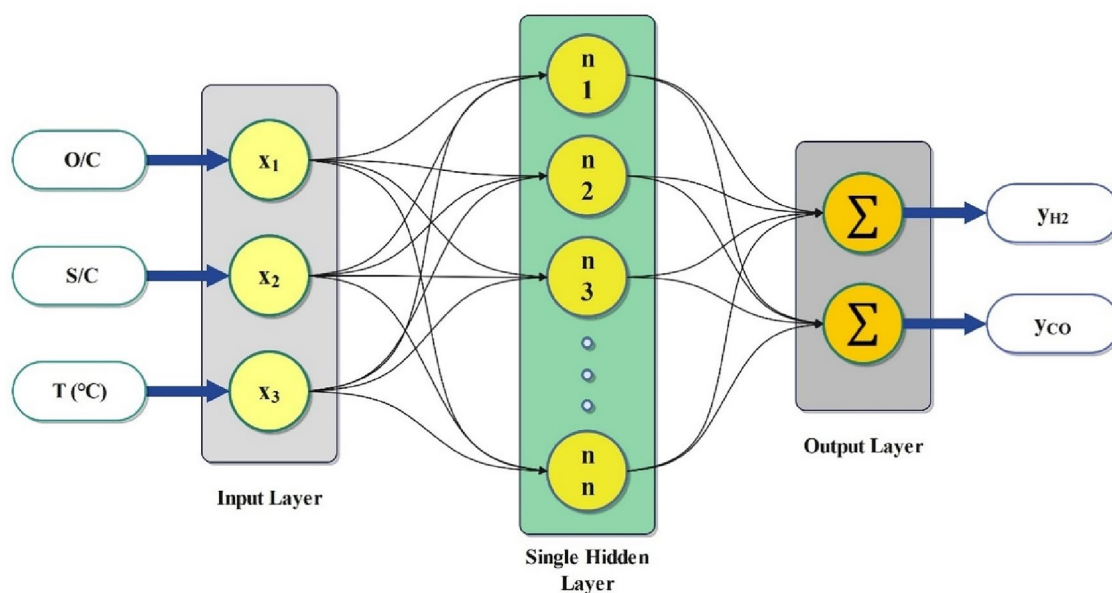 O/C
S/C
T (°C)
x₁
x₂
x₃
Input Layer
n
1
n
2
n
3
n
n
Single Hidden
Layer
Σ
Σ
Output Layer
yH2
yCO